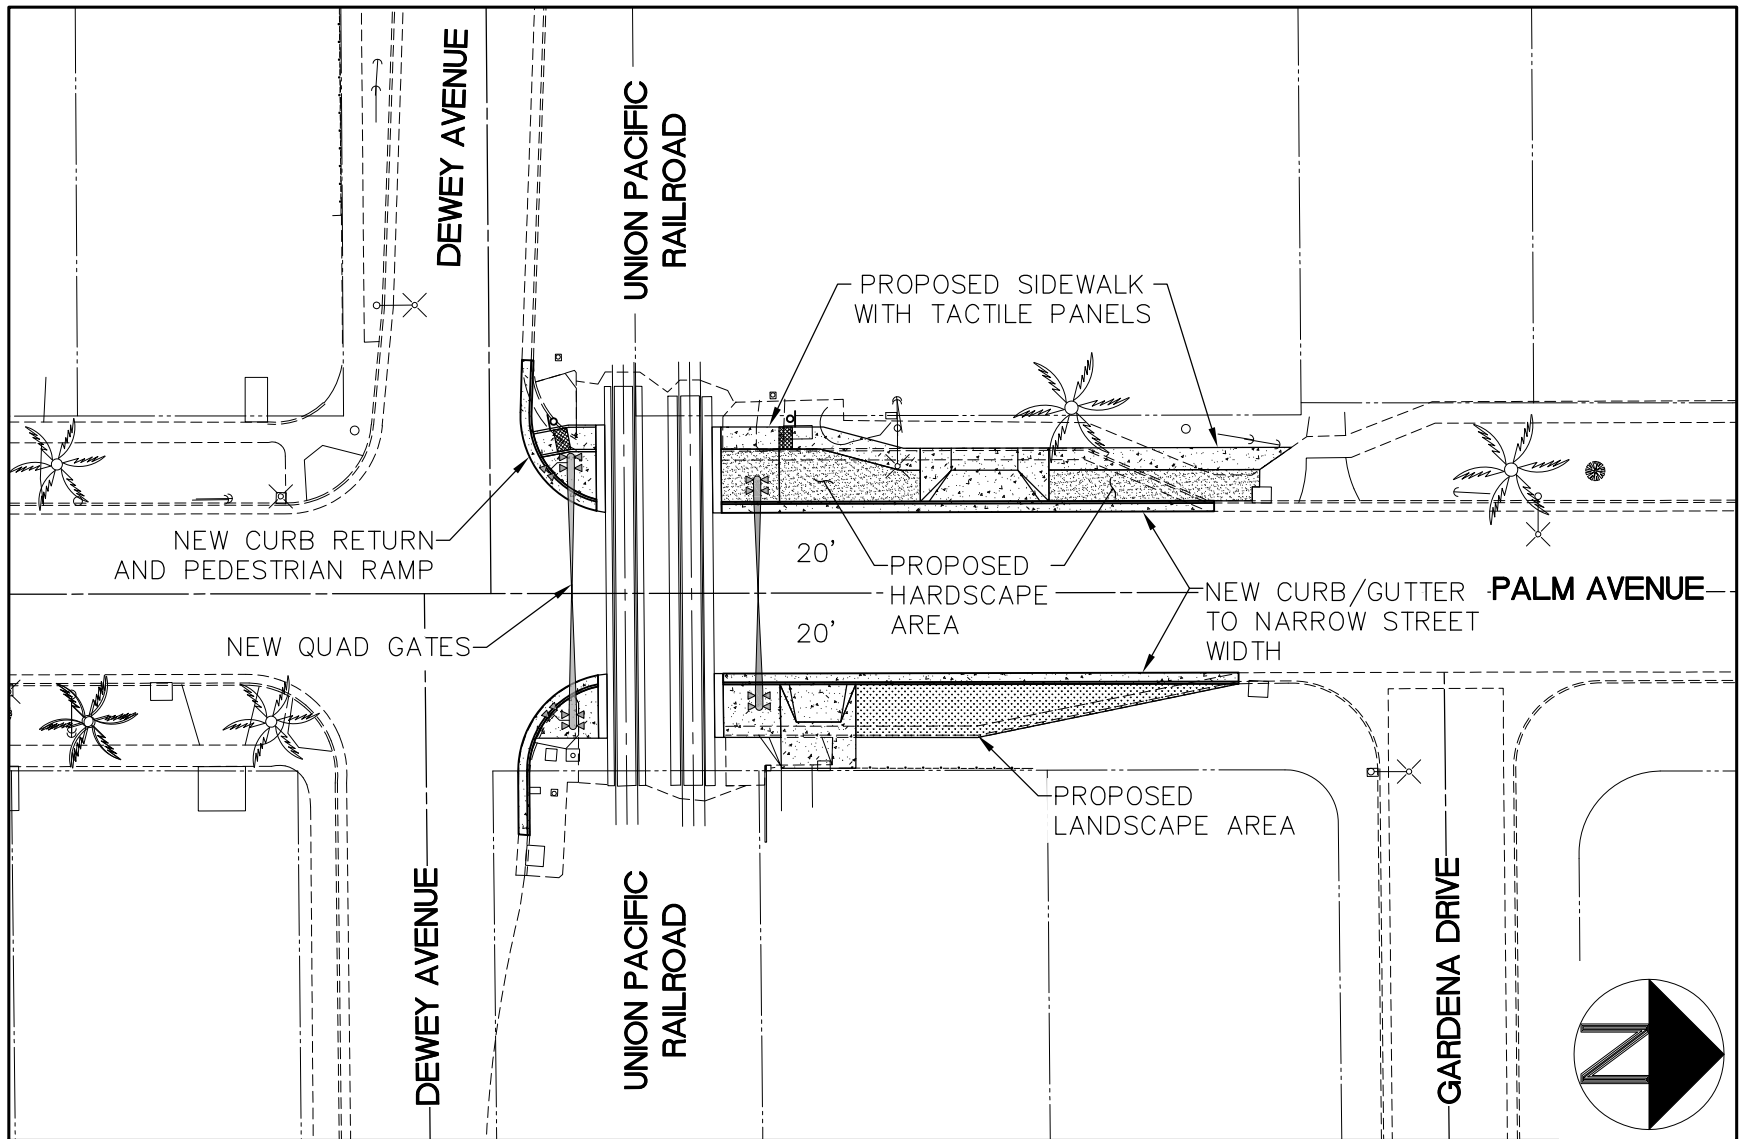 DEWEY AVENUE
UNION PACIFIC
RAILROAD
PROPOSED SIDEWALK
WITH TACTILE PANELS
NEW CURB RETURN
AND PEDESTRIAN RAMP
20'
PROPOSED
HARDSCAPE
AREA
NEW CURB/GUTTER
TO NARROW STREET
WIDTH
PALM AVENUE
NEW QUAD GATES
20'
PROPOSED
LANDSCAPE AREA
DEWEY AVENUE
UNION PACIFIC
RAILROAD
GARDENA DRIVE
N